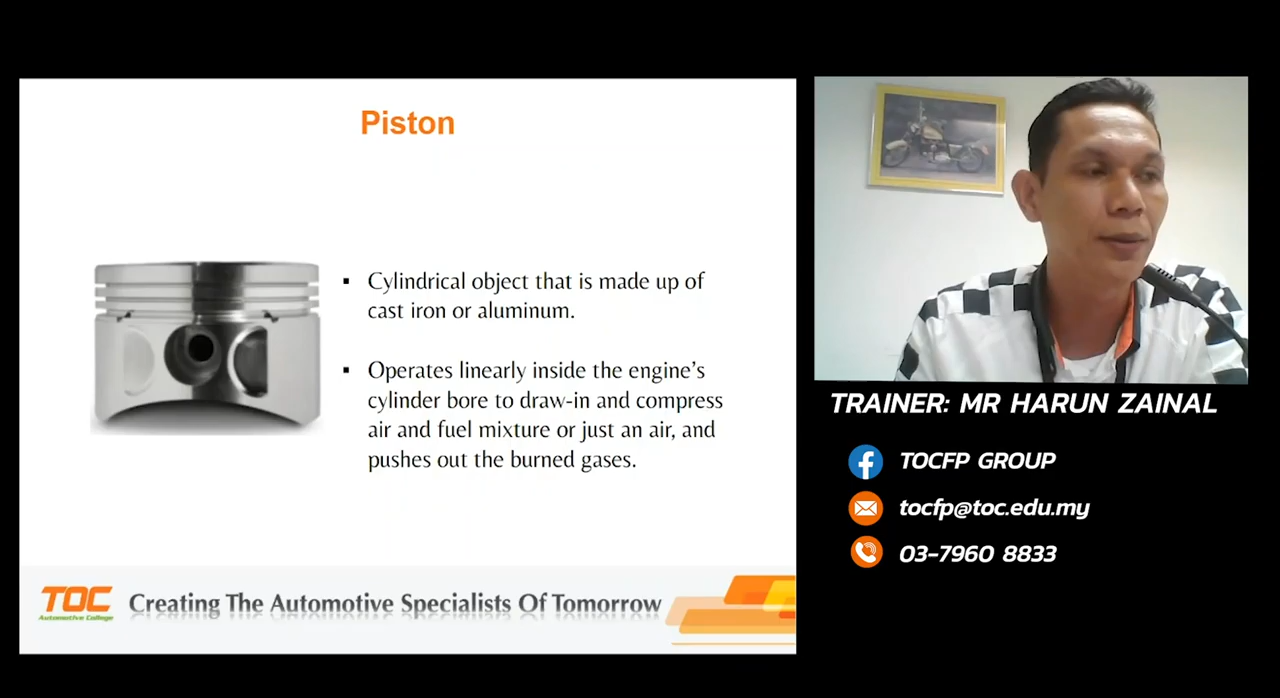 Piston
▪ Cylindrical object that is made up of
cast iron or aluminum.
▪ Operates linearly inside the engine's
cylinder bore to draw-in and compress
air and fuel mixture or just an air, and
pushes out the burned gases.
TOC
Automotive College
Creating The Automotive Specialists Of Tomorrow
TRAINER: MR HARUN ZAINAL
TOCFP GROUP
tocfp@toc.edu.my
03-7960 8833